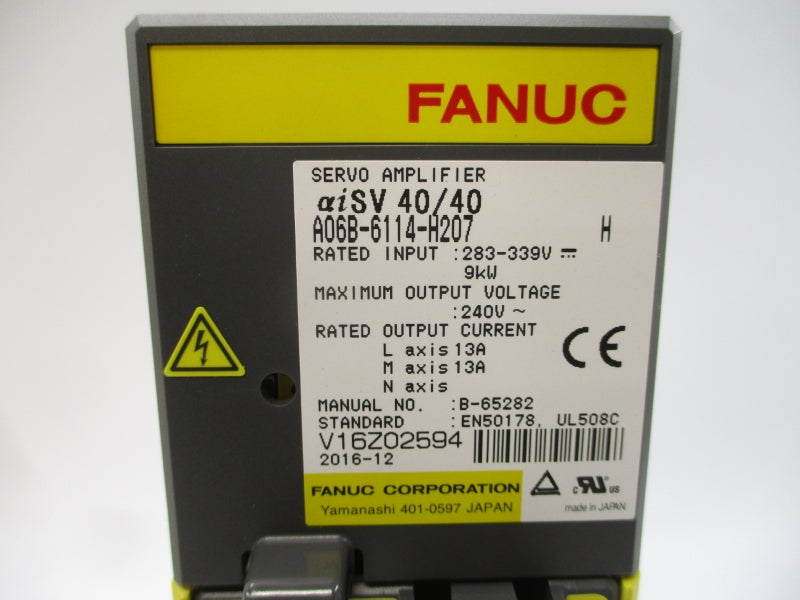 FANUC
SERVO AMPLIFIER
αiSV 40/40
A06B-6114-H207 H
RATED INPUT :283-339V ⎓
9kW
MAXIMUM OUTPUT VOLTAGE
:240V ~
RATED OUTPUT CURRENT
L axis 13A
M axis 13A
N axis
CE
MANUAL NO. :B-65282
STANDARD :EN50178, UL508C
V16Z02594
2016-12
FANUC CORPORATION
Yamanashi 401-0597 JAPAN
c RU us
made in JAPAN